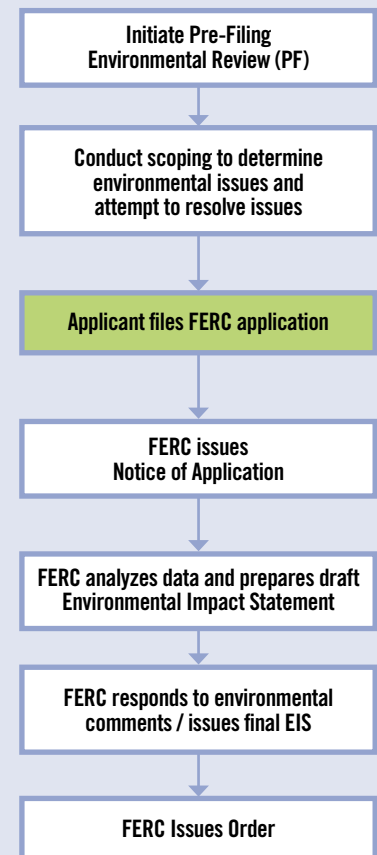 Initiate Pre-Filing
Environmental Review (PF)
Conduct scoping to determine
environmental issues and
attempt to resolve issues
Applicant files FERC application
FERC issues
Notice of Application
FERC analyzes data and prepares draft
Environmental Impact Statement
FERC responds to environmental
comments / issues final EIS
FERC Issues Order